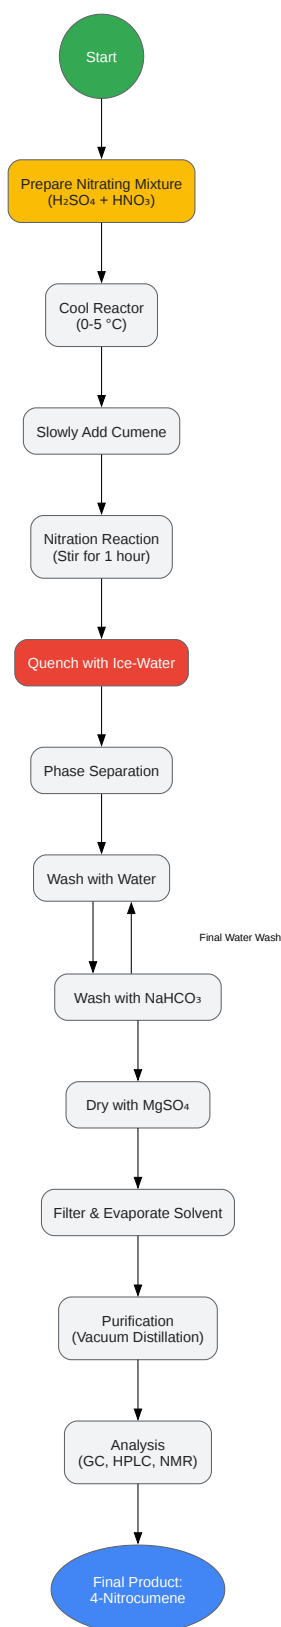 Start
Prepare Nitrating Mixture
(H₂SO₄ + HNO₃)
Cool Reactor
(0-5 °C)
Slowly Add Cumene
Nitration Reaction
(Stir for 1 hour)
Quench with Ice-Water
Phase Separation
Wash with Water
Final Water Wash
Wash with NaHCO₃
Dry with MgSO₄
Filter & Evaporate Solvent
Purification
(Vacuum Distillation)
Analysis
(GC, HPLC, NMR)
Final Product:
4-Nitrocumene